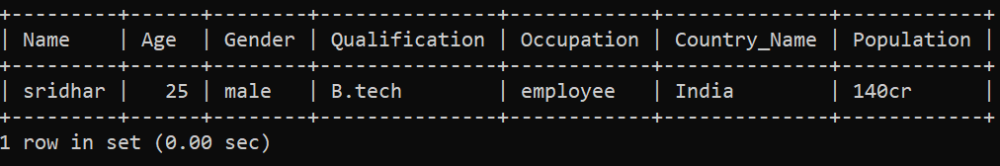 +---------+------+--------+---------------+------------+--------------+------------+
| Name    | Age  | Gender | Qualification | Occupation | Country_Name | Population |
+---------+------+--------+---------------+------------+--------------+------------+
| sridhar |   25 | male   | B.tech        | employee   | India        | 140cr      |
+---------+------+--------+---------------+------------+--------------+------------+
1 row in set (0.00 sec)